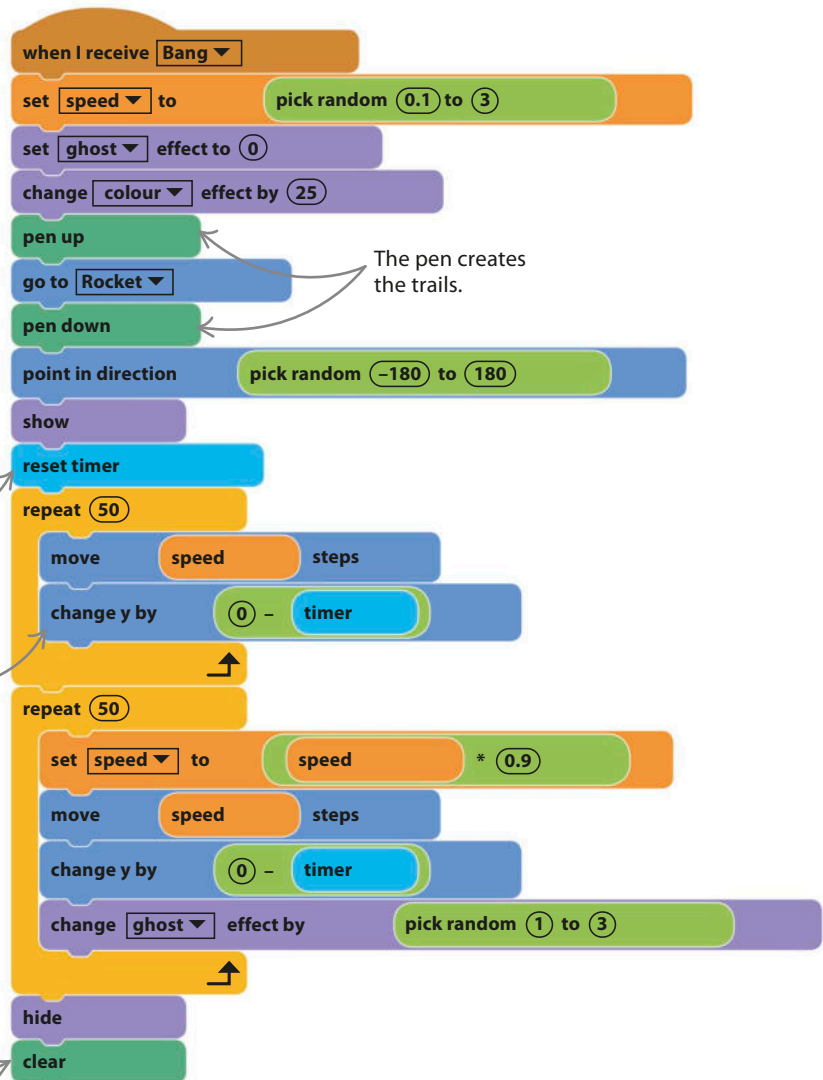 when I receive Bang
set speed to pick random 0.1 to 3
set ghost effect to 0
change colour effect by 25
pen up
The pen creates
the trails.
go to Rocket
pen down
point in direction pick random –180 to 180
show
reset timer
repeat 50
move speed steps
change y by 0 – timer
repeat 50
set speed to speed * 0.9
move speed steps
change y by 0 – timer
change ghost effect by pick random 1 to 3
hide
clear